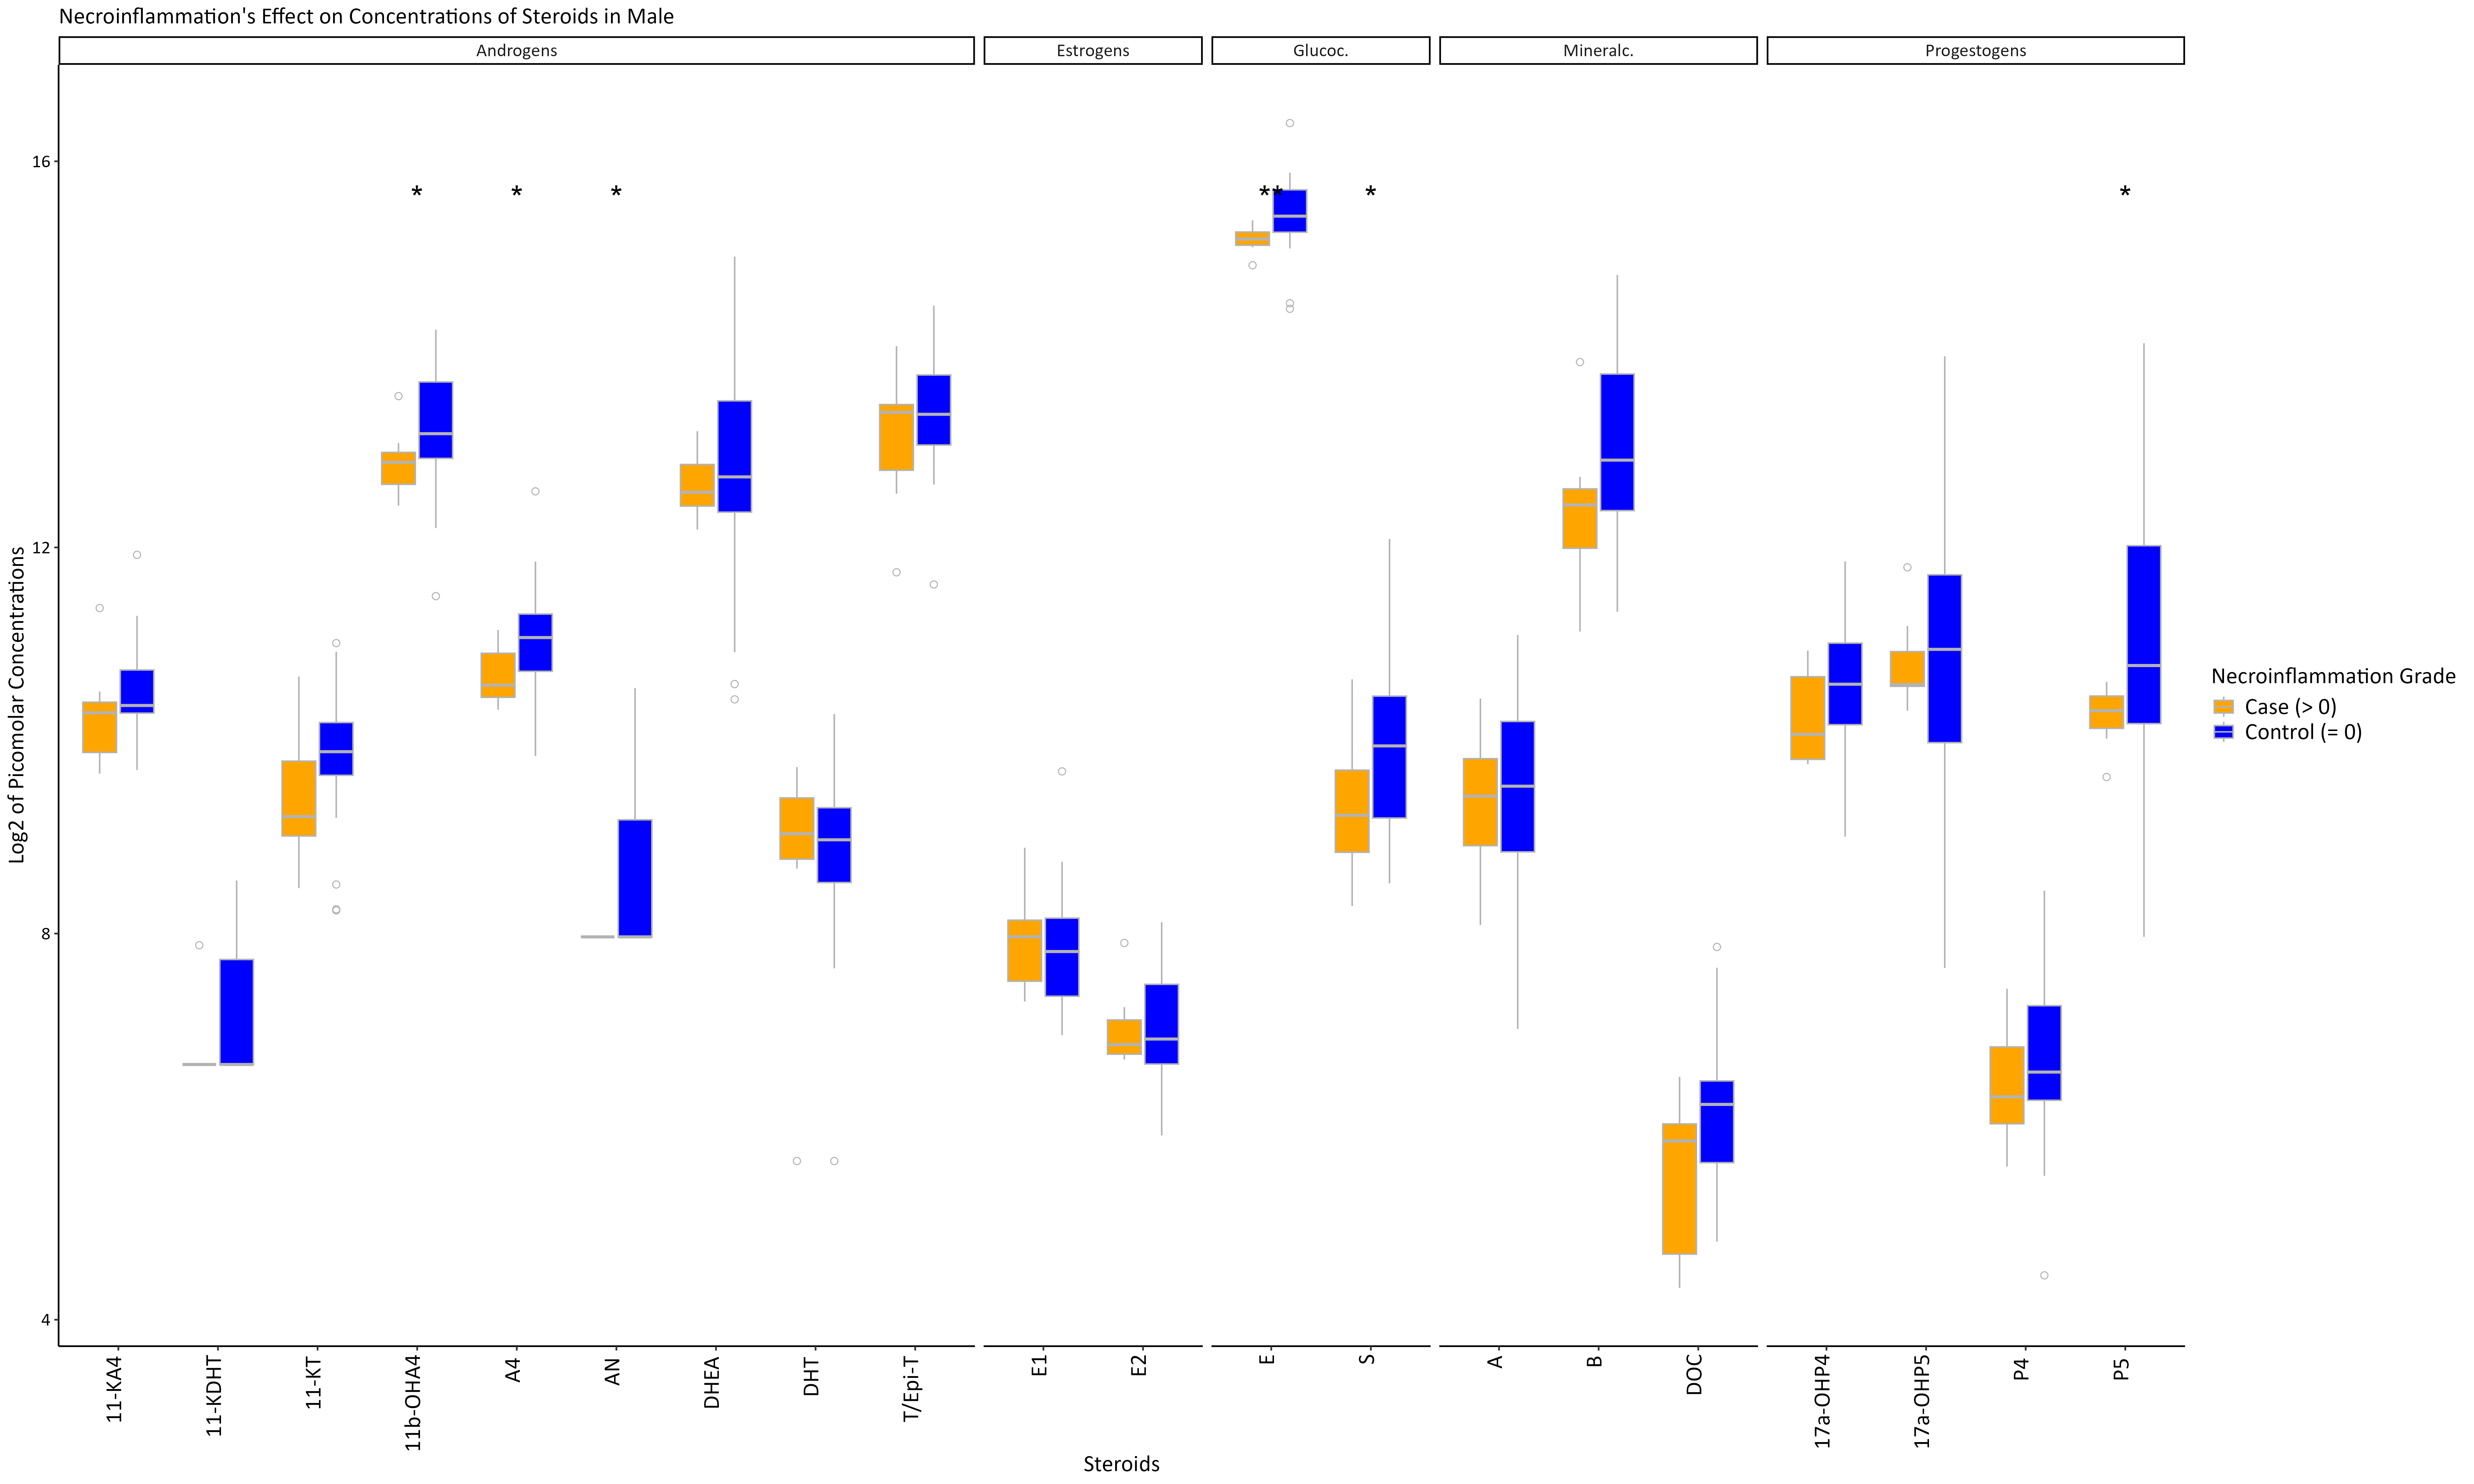 Necroinflammation's Effect on Concentrations of Steroids in Male
Androgens
Estrogens
Glucoc.
Mineralc.
Progestogens
Log2 of Picomolar Concentrations
16
12
8
4
*
*
*
**
*
*
11-KA4
11-KDHT
11-KT
11b-OHA4
A4
AN
DHEA
DHT
T/Epi-T
E1
E2
E
S
A
B
DOC
17a-OHP4
17a-OHP5
P4
P5
Steroids
Necroinflammation Grade
Case (> 0)
Control (= 0)